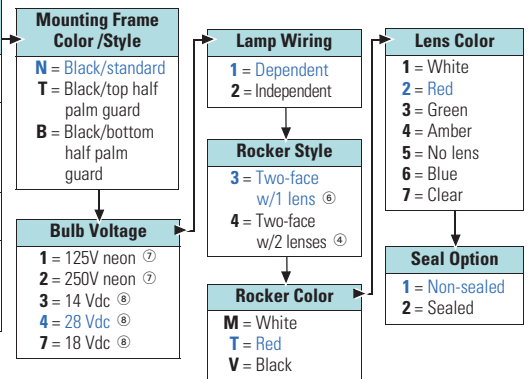 Mounting Frame
Color /Style
N = Black/standard
T = Black/top half
palm guard
B = Black/bottom
half palm
guard
Bulb Voltage
1 = 125V neon ⑦
2 = 250V neon ⑦
3 = 14 Vdc ⑧
4 = 28 Vdc ⑧
7 = 18 Vdc ⑧
Lamp Wiring
1 = Dependent
2 = Independent
Rocker Style
3 = Two-face
w/1 lens ⑥
4 = Two-face
w/2 lenses ④
Rocker Color
M = White
T = Red
V = Black
Lens Color
1 = White
2 = Red
3 = Green
4 = Amber
5 = No lens
6 = Blue
7 = Clear
Seal Option
1 = Non-sealed
2 = Sealed